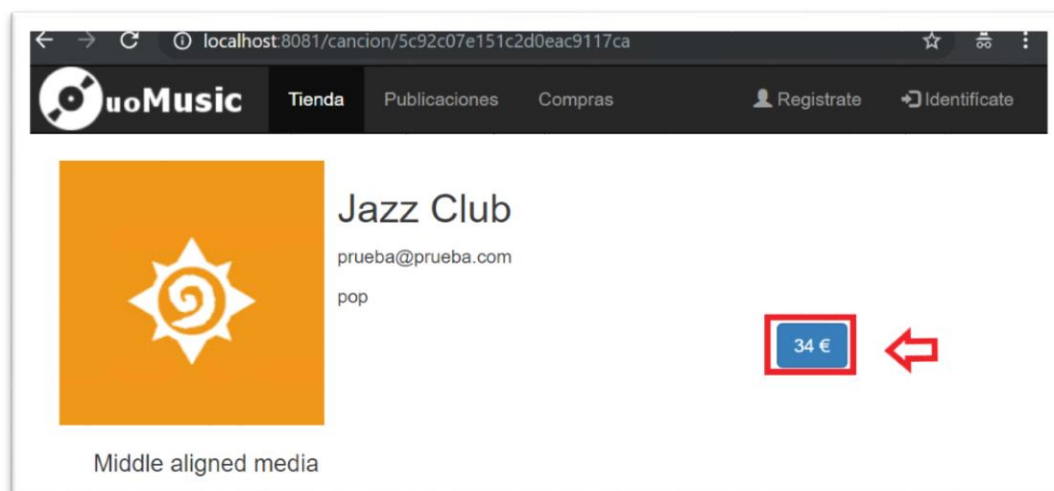 localhost:8081/cancion/5c92c07e151c2d0eac9117ca
uoMusic Tienda Publicaciones Compras Registrate Identifícate
Jazz Club
prueba@prueba.com
pop
34 €
Middle aligned media